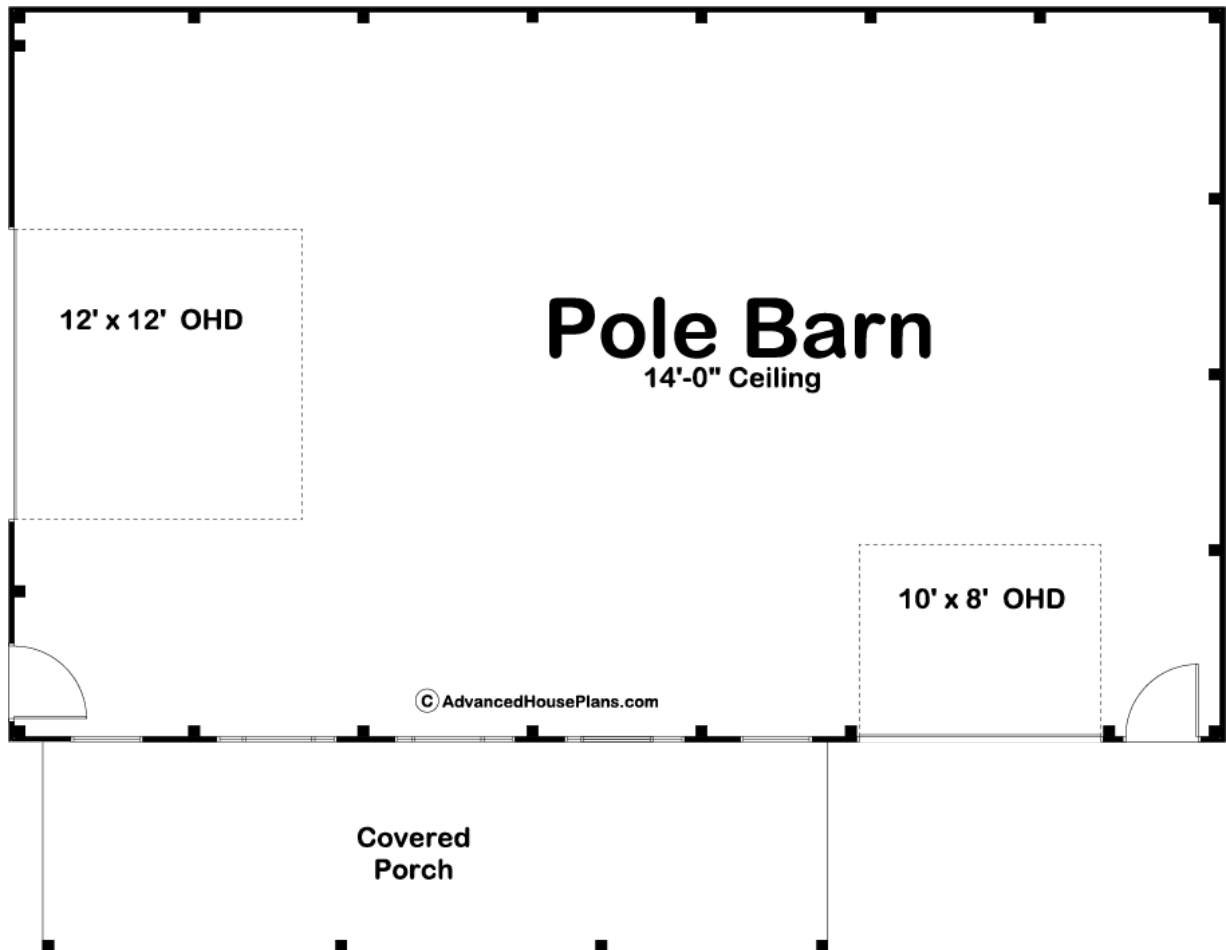 12' x 12' OHD
Pole Barn
14'-0" Ceiling
10' x 8' OHD
© AdvancedHousePlans.com
Covered
Porch